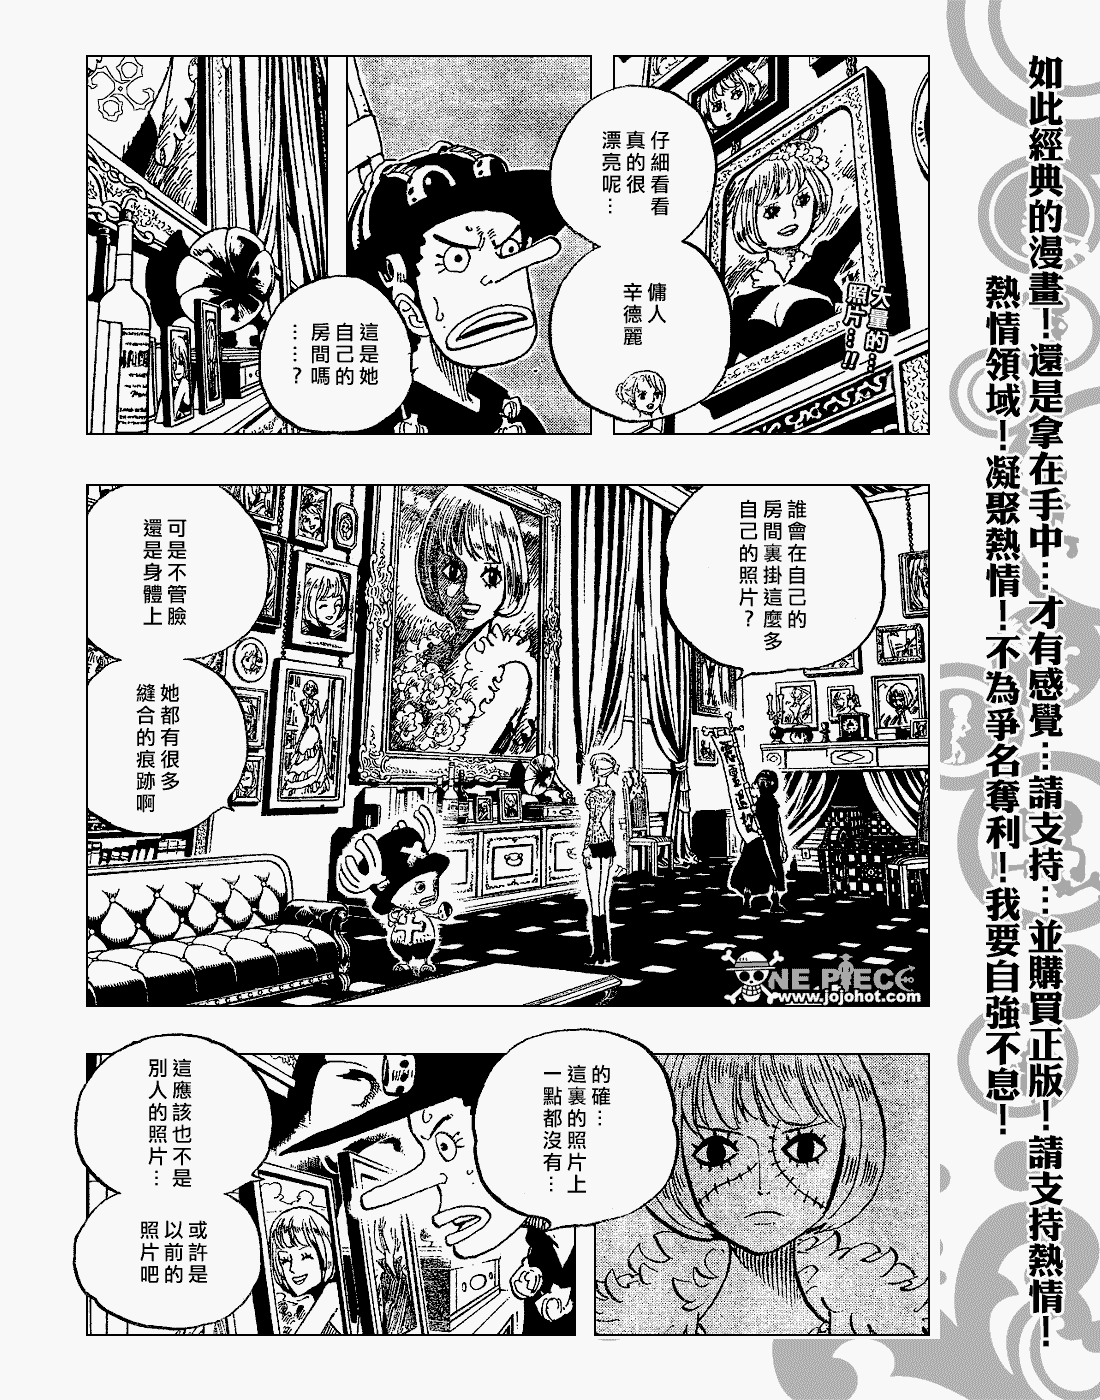 仔細看看
真的很
漂亮呢…
傭人
辛德麗
大量的…
照片…!!
這是她
自己的
房間嗎
……?
誰會在自己的
房間裏掛這麼多
自己的照片?
可是不管臉
還是身體上
她都有很多
縫合的痕跡啊
ONE PIECE
www.jojohot.com
的確…
這裏的照片上
一點都沒有…
這應該也不是
別人的照片…
或許是
以前的
照片吧
如此經典的漫畫!還是拿在手中…才有感覺…請支持…並購買正版!請支持熱情!
熱情領域!凝聚熱情!不為爭名奪利!我要自強不息!